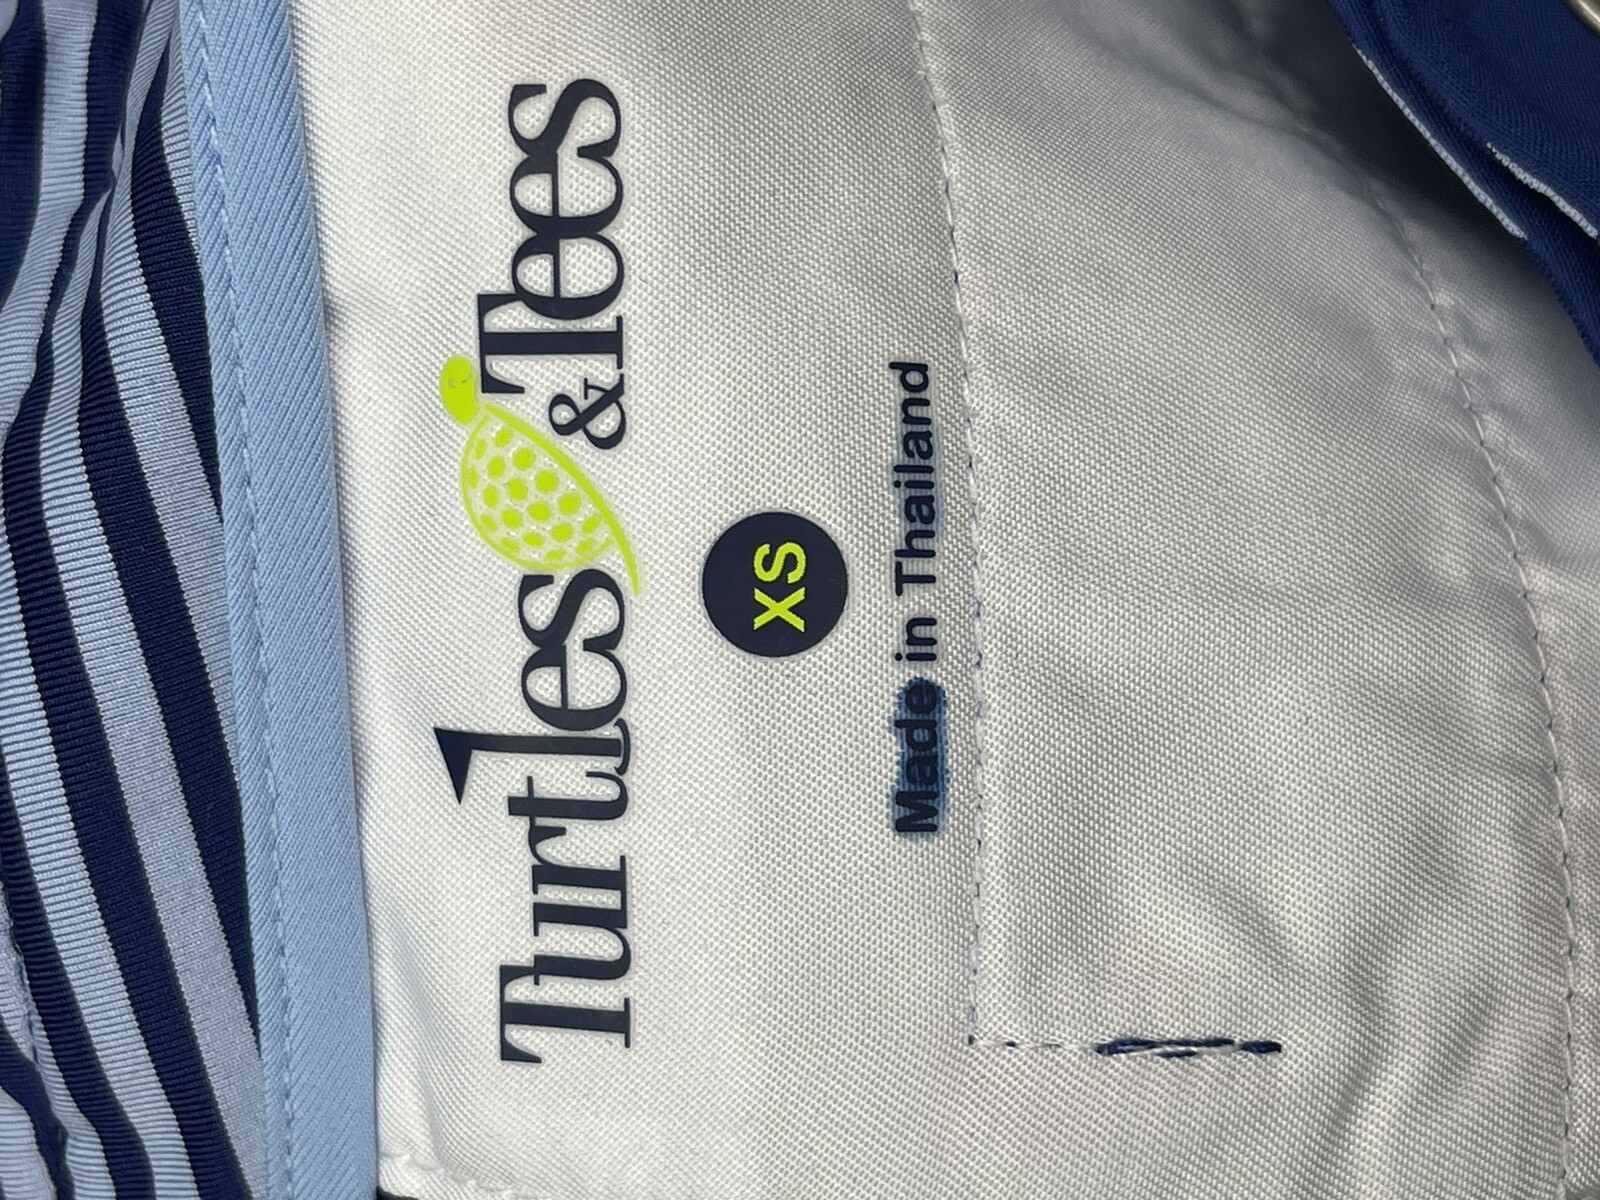 Turtles & Tees
XS
Made in Thailand